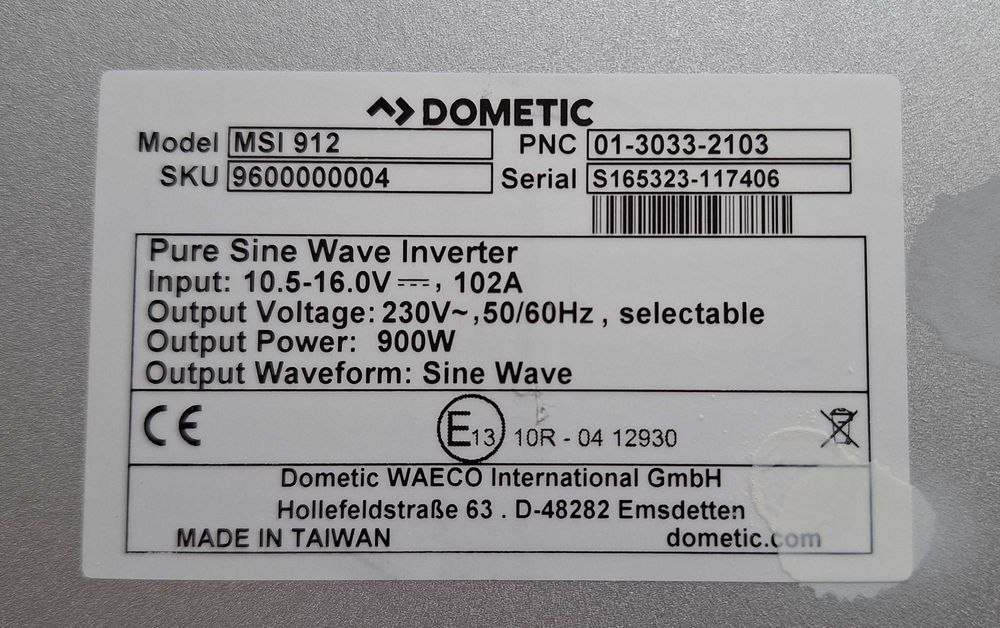 DOMETIC
Model MSI 912 PNC 01-3033-2103
SKU 9600000004 Serial S165323-117406
Pure Sine Wave Inverter
Input: 10.5-16.0V⎓, 102A
Output Voltage: 230V~,50/60Hz, selectable
Output Power: 900W
Output Waveform: Sine Wave
CE E13 10R - 04 12930
Dometic WAECO International GmbH
Hollefeldstraße 63 . D-48282 Emsdetten
MADE IN TAIWAN dometic.com